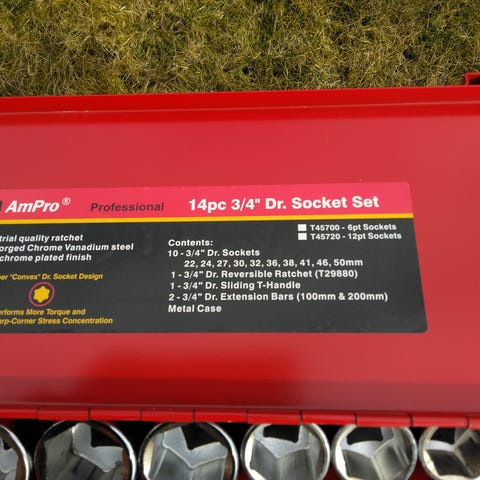 AmPro® Professional 14pc 3/4" Dr. Socket Set
trial quality ratchet
orged Chrome Vanadium steel
chrome plated finish
er "Convex" Dr. Socket Design
erforms More Torque and
arp-Corner Stress Concentration
T45700 - 6pt Sockets
T45720 - 12pt Sockets
Contents:
10 - 3/4" Dr. Sockets
22, 24, 27, 30, 32, 36, 38, 41, 46, 50mm
1 - 3/4" Dr. Reversible Ratchet (T29880)
1 - 3/4" Dr. Sliding T-Handle
2 - 3/4" Dr. Extension Bars (100mm & 200mm)
Metal Case